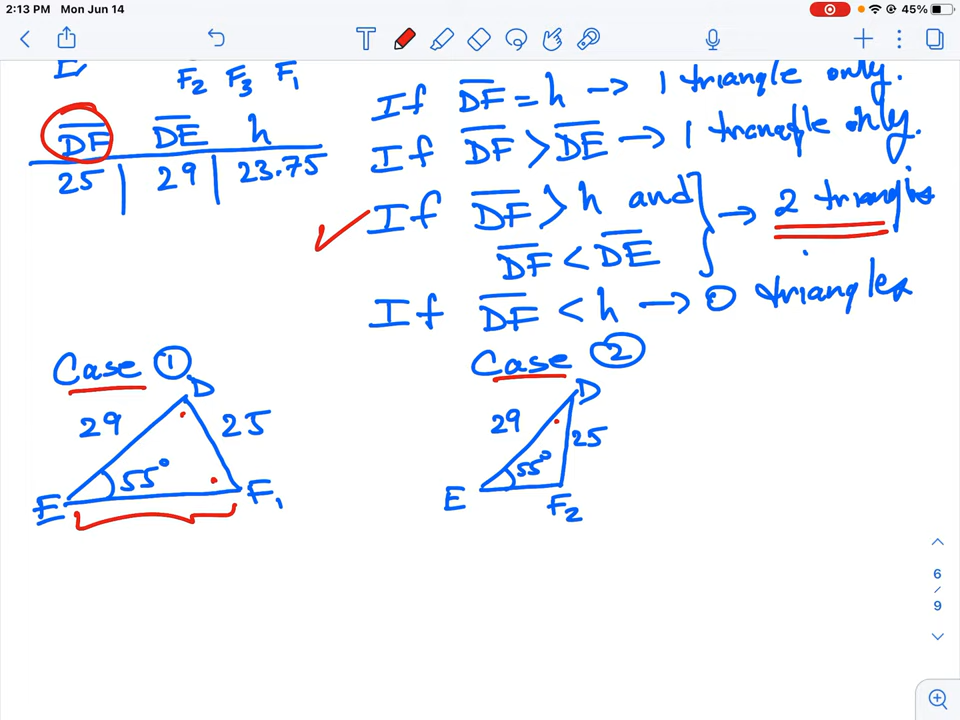 2:13 PM Mon Jun 14
45%
T
E
F2 F3 F1
DF DE h
25 29 23.75
If DF = h → 1 triangle only.
If DF > DE → 1 triangle only.
If DF > h and
DF < DE
→ 2 triangles
If DF < h → 0 triangles
Case 1
D
29 25
55°
E F1
Case 2
D
29 25
55°
E F2
6
/
9